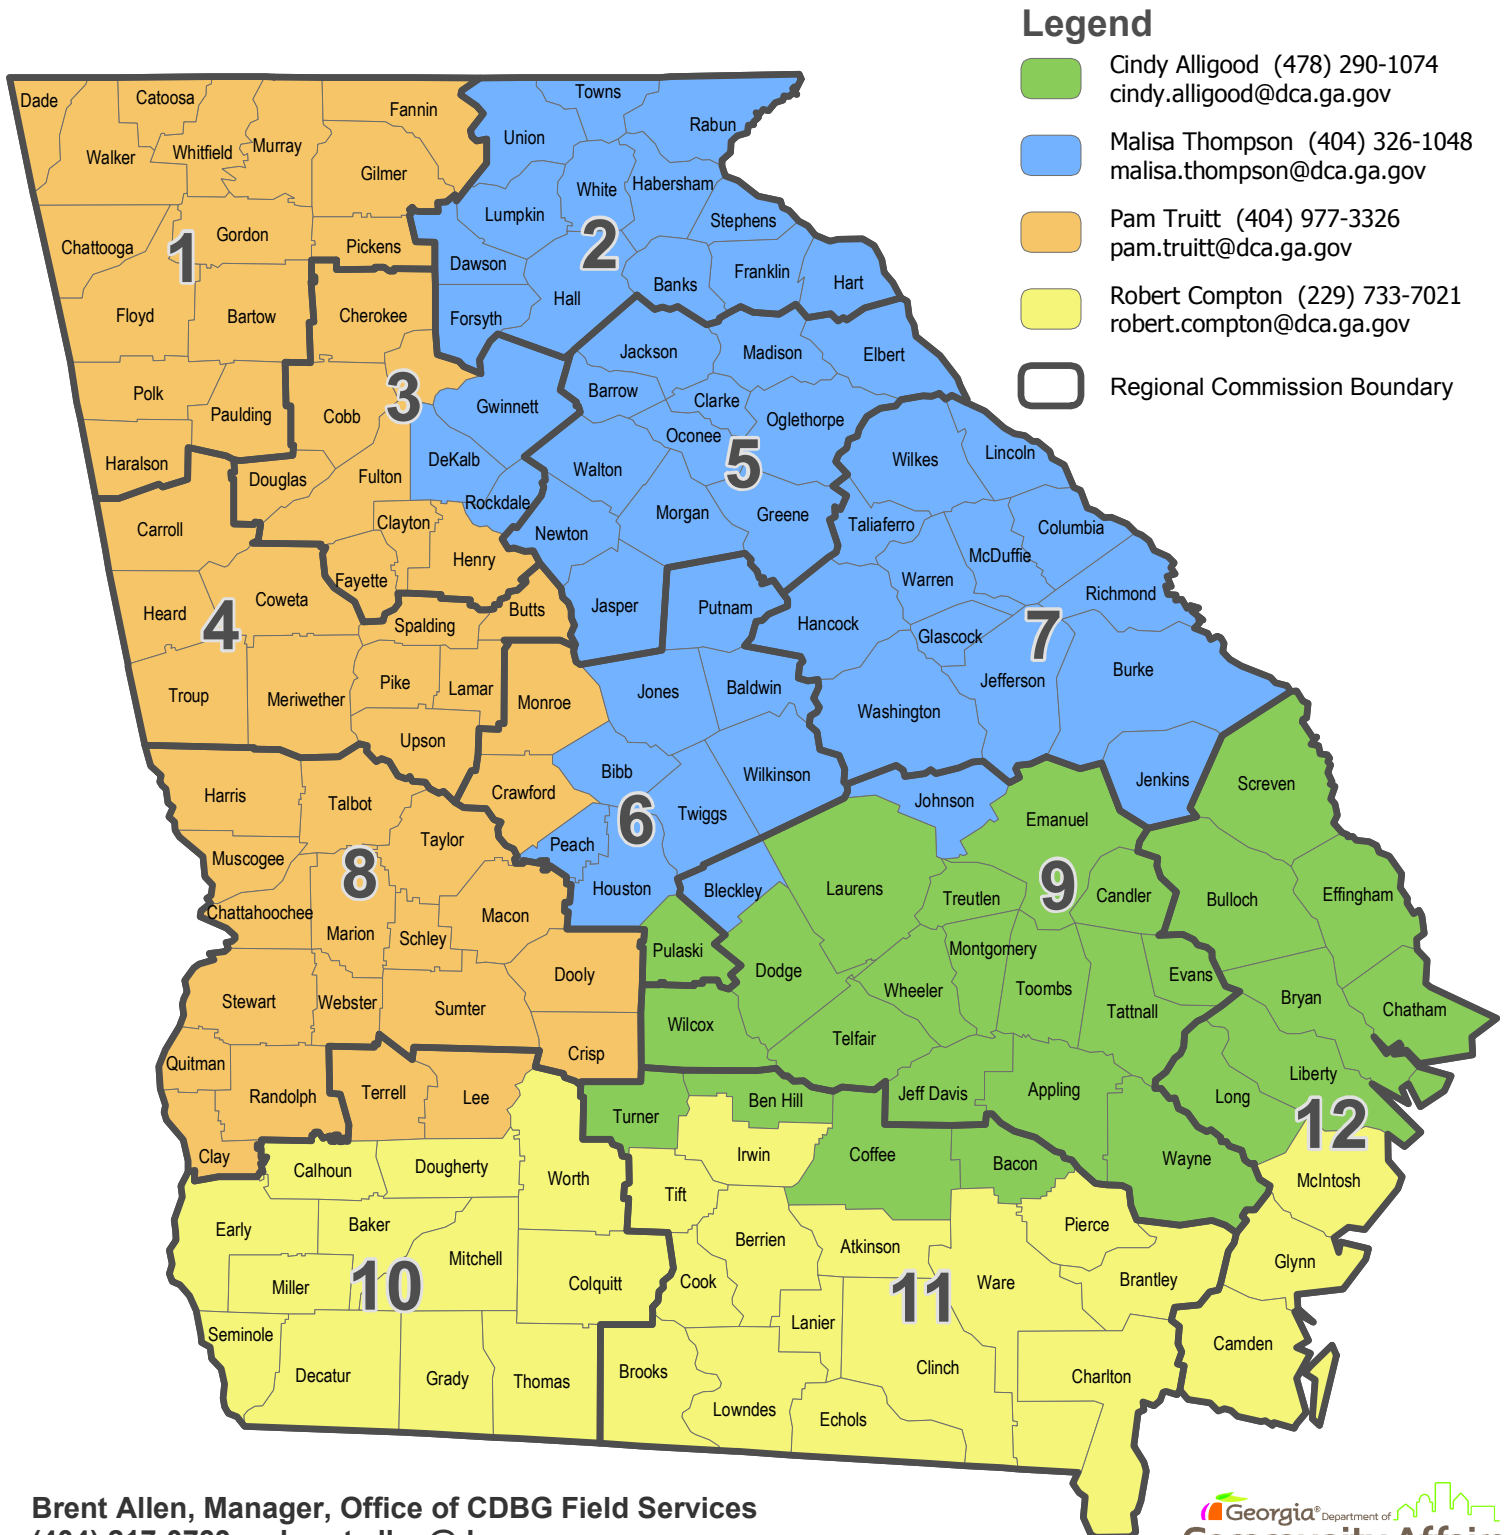 Legend
Cindy Alligood (478) 290-1074
cindy.alligood@dca.ga.gov
Malisa Thompson (404) 326-1048
malisa.thompson@dca.ga.gov
Pam Truitt (404) 977-3326
pam.truitt@dca.ga.gov
Robert Compton (229) 733-7021
robert.compton@dca.ga.gov
Regional Commission Boundary
Dade
Catoosa
Fannin
Walker
Whitfield
Murray
Gilmer
Chattooga
Gordon
Pickens
1
Floyd
Bartow
Polk
Paulding
Haralson
Towns
Union
Rabun
White
Habersham
Lumpkin
Stephens
2
Dawson
Banks
Franklin
Hart
Hall
Forsyth
Cherokee
3
Cobb
Gwinnett
DeKalb
Fulton
Douglas
Rockdale
Clayton
Henry
Fayette
Jackson
Madison
Elbert
Barrow
Clarke
Oglethorpe
Oconee
5
Walton
Morgan
Greene
Newton
Jasper
Carroll
Coweta
Heard
4
Spalding
Butts
Troup
Meriwether
Pike
Lamar
Upson
Wilkes
Lincoln
Taliaferro
Columbia
McDuffie
Warren
Richmond
Hancock
Glascock
7
Jefferson
Burke
Washington
Jenkins
Putnam
Jones
Baldwin
Monroe
Bibb
Wilkinson
Crawford
Twiggs
6
Peach
Houston
Pulaski
Harris
Talbot
Taylor
Muscogee
8
Chattahoochee
Marion
Schley
Macon
Dooly
Stewart
Webster
Sumter
Crisp
Quitman
Randolph
Clay
Johnson
Emanuel
Bleckley
Laurens
Treutlen
9
Candler
Montgomery
Dodge
Wheeler
Toombs
Evans
Tattnall
Wilcox
Telfair
Jeff Davis
Appling
Wayne
Screven
Bulloch
Effingham
Bryan
Chatham
Liberty
Long
12
McIntosh
Glynn
Camden
Terrell
Lee
Calhoun
Dougherty
Worth
Early
Baker
Mitchell
Miller
10
Colquitt
Seminole
Decatur
Grady
Thomas
Turner
Ben Hill
Irwin
Coffee
Bacon
Tift
Pierce
Berrien
Atkinson
Cook
Ware
Brantley
11
Lanier
Brooks
Clinch
Charlton
Lowndes
Echols
Brent Allen, Manager, Office of CDBG Field Services
Georgia® Department of